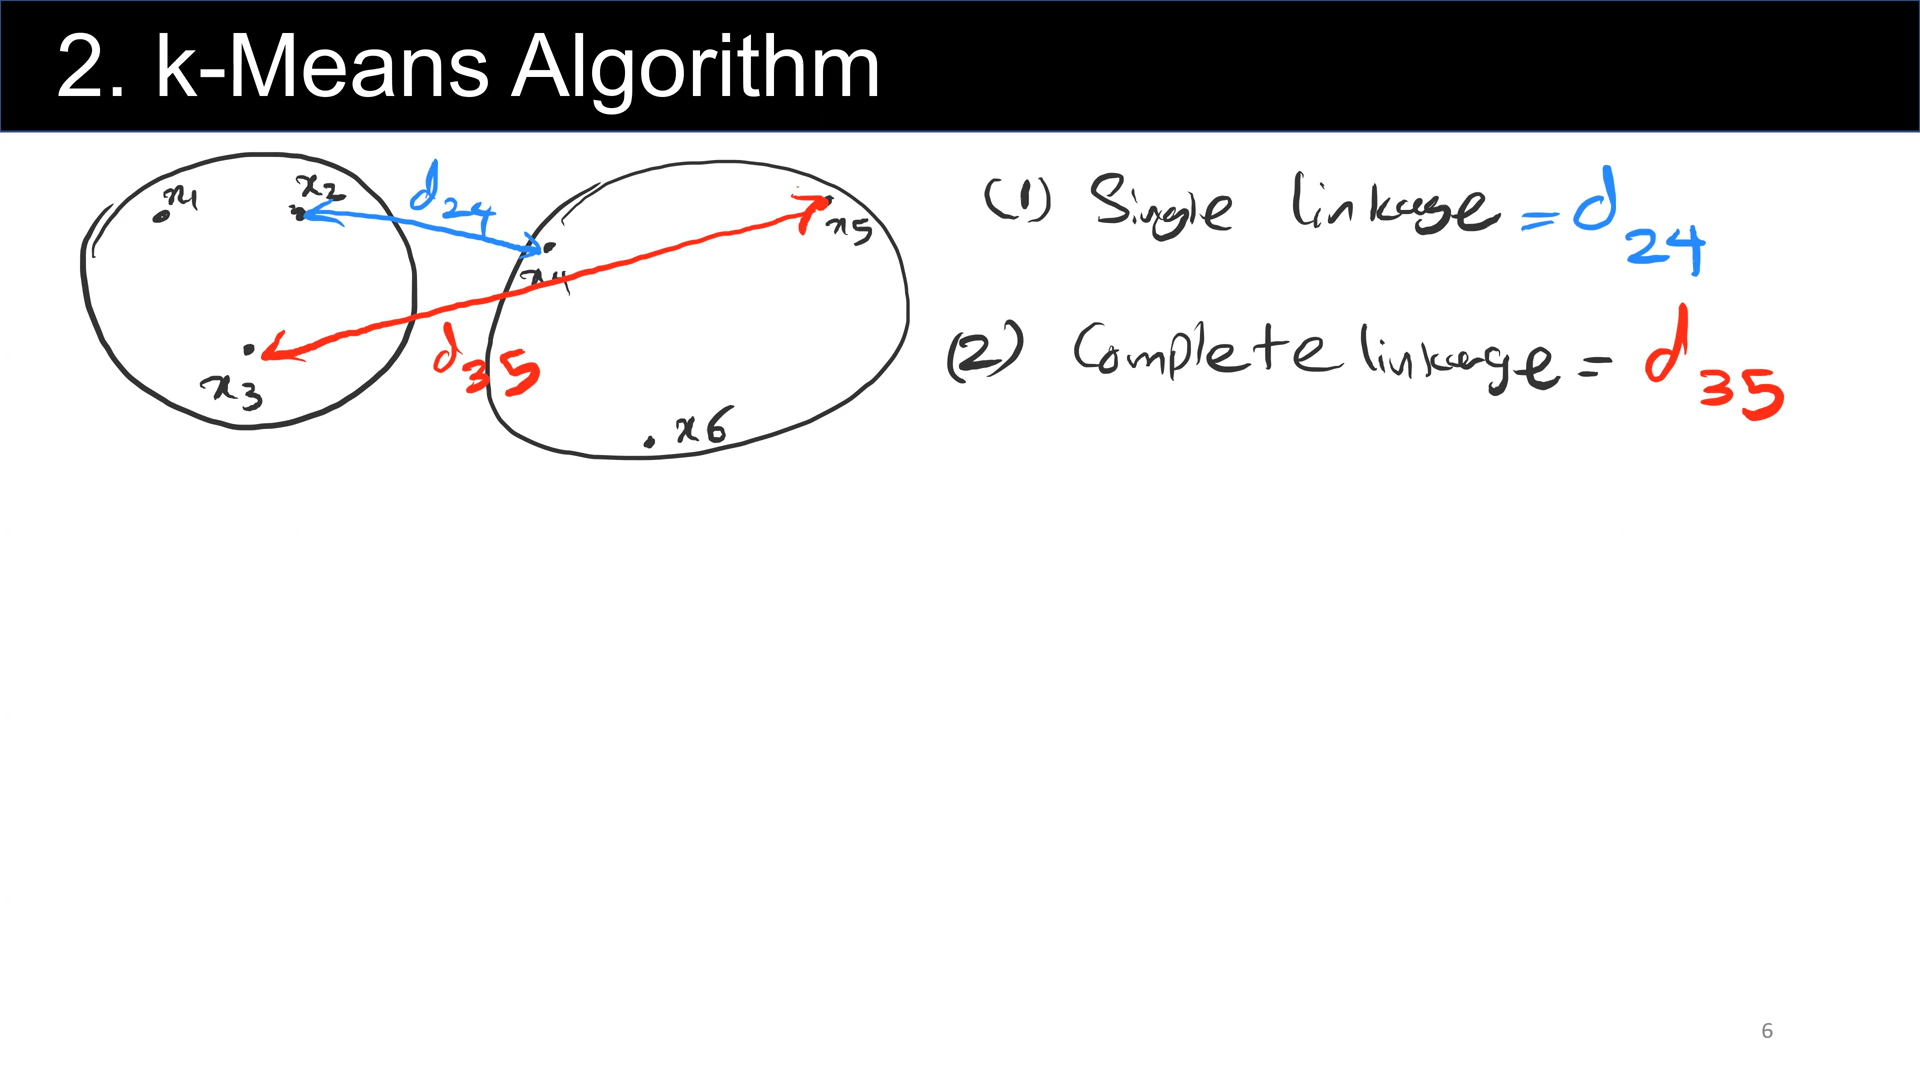 2. k-Means Algorithm
x1
x2
d24
x4
x5
x3
d35
x6
(1) Single linkage = d24
(2) Complete linkage = d35
6